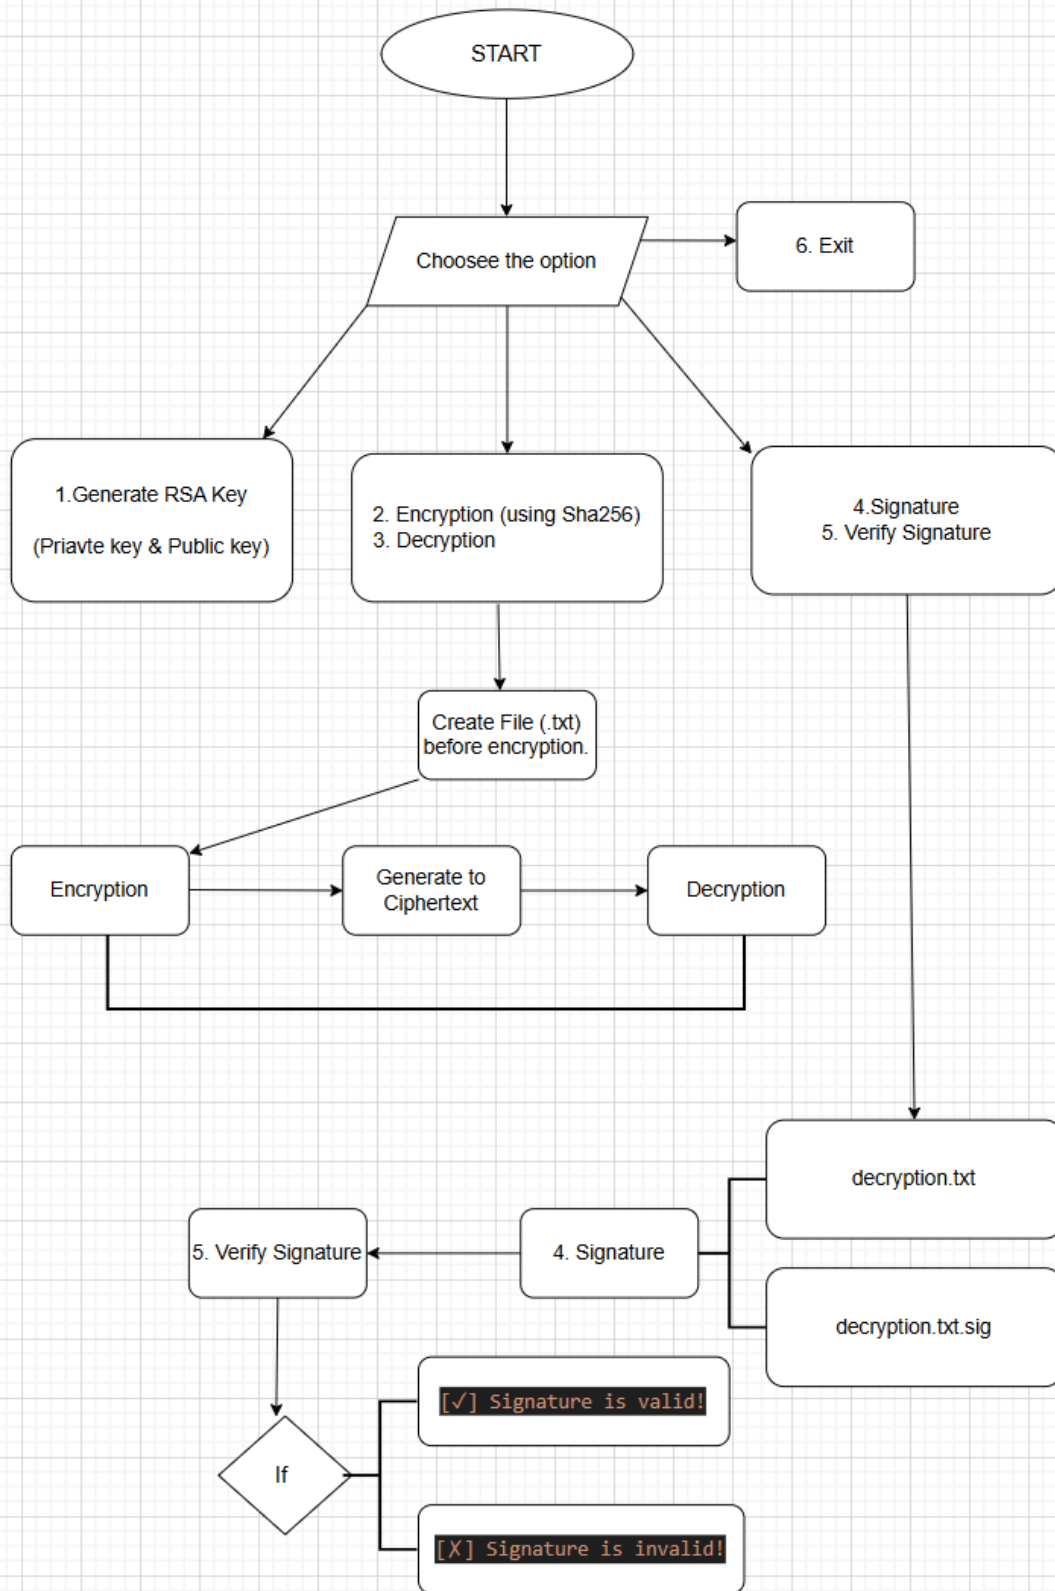 START
Choosee the option
6. Exit
1.Generate RSA Key
(Priavte key & Public key)
2. Encryption (using Sha256)
3. Decryption
4.Signature
5. Verify Signature
Create File (.txt)
before encryption.
Encryption
Generate to
Ciphertext
Decryption
decryption.txt
5. Verify Signature
4. Signature
decryption.txt.sig
[✓] Signature is valid!
If
[X] Signature is invalid!